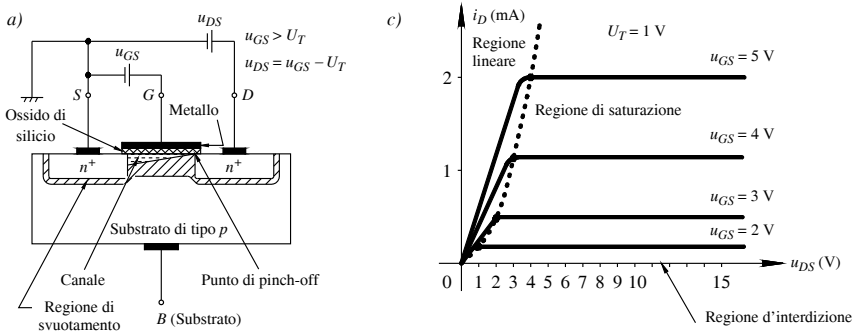 a)
u_DS
u_GS > U_T
u_DS = u_GS – U_T
u_GS
S
G
D
Ossido di
silicio
Metallo
n⁺
n⁺
Substrato di tipo p
Canale
Punto di pinch-off
Regione di
svuotamento
B (Substrato)
c)
i_D (mA)
Regione
lineare
U_T = 1 V
u_GS = 5 V
2
Regione di saturazione
u_GS = 4 V
1
u_GS = 3 V
u_GS = 2 V
u_DS (V)
0
0 1 2 3 4 5 6 7 8 9 10 11 15
Regione d'interdizione